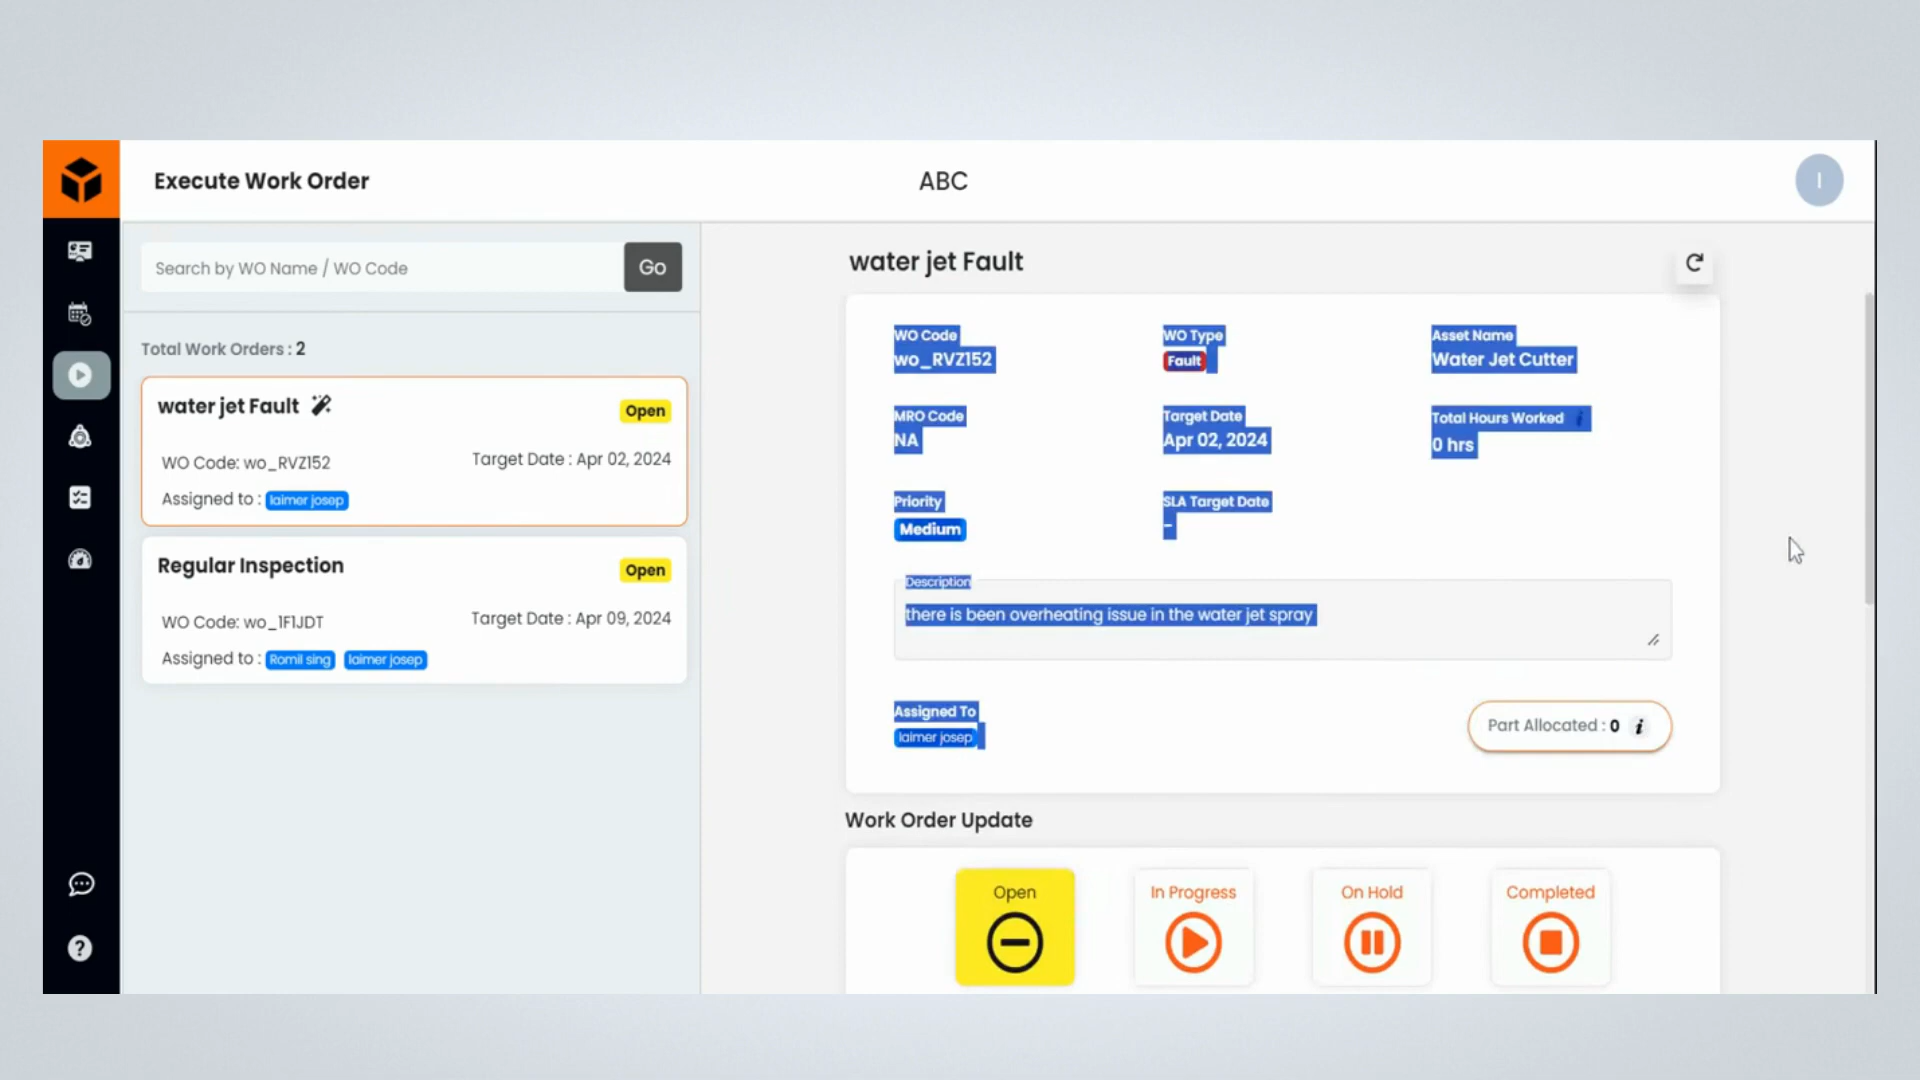 Execute Work Order
ABC
I
Search by WO Name / WO Code
Go
Total Work Orders : 2
water jet Fault
Open
WO Code: wo_RVZ152
Target Date : Apr 02, 2024
Assigned to : laimer josep
Regular Inspection
Open
WO Code: wo_1F1JDT
Target Date : Apr 09, 2024
Assigned to : Romil sing laimer josep
water jet Fault
WO Code
WO Type
Asset Name
wo_RVZ152
Fault
Water Jet Cutter
MRO Code
Target Date
Total Hours Worked i
NA
Apr 02, 2024
0 hrs
Priority
SLA Target Date
Medium
-
Description
there is been overheating issue in the water jet spray
Assigned To
laimer josep
Part Allocated : 0 i
Work Order Update
Open
In Progress
On Hold
Completed
?